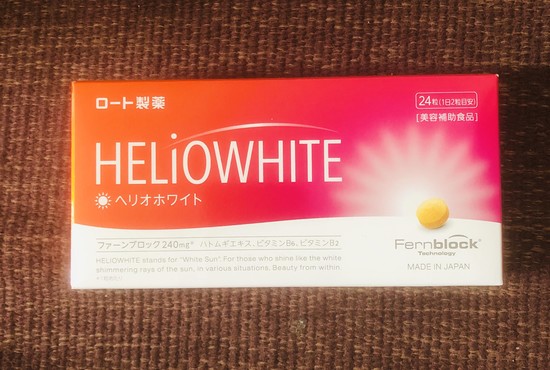 ロート製薬
24粒(1日2粒目安)
[美容補助食品]
HELIOWHITE
ヘリオホワイト
ファーンブロック240mg* ハトムギエキス、ビタミンB6、ビタミンB2
HELIOWHITE stands for "White Sun". For those who shine like the white
shimmering rays of the sun, in various situations. Beauty from within.
Fernblock®
Technology
MADE IN JAPAN